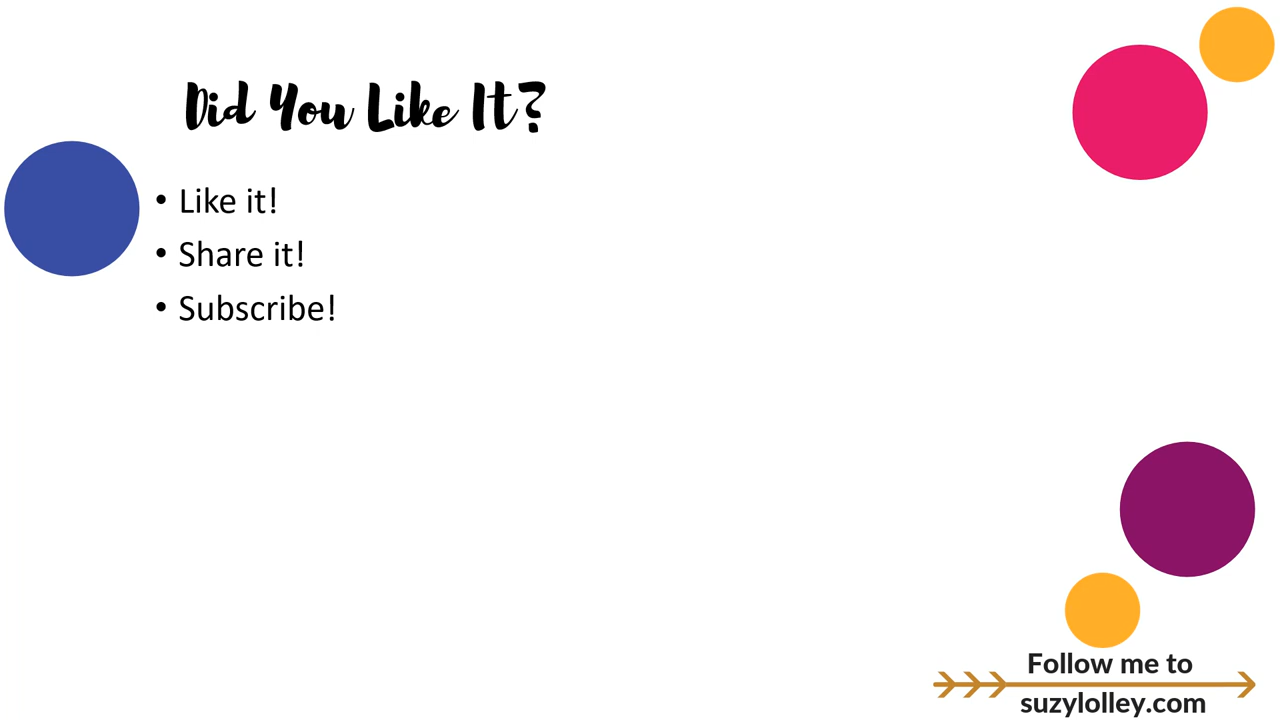 Did You Like It?
• Like it!
• Share it!
• Subscribe!
Follow me to
suzylolley.com